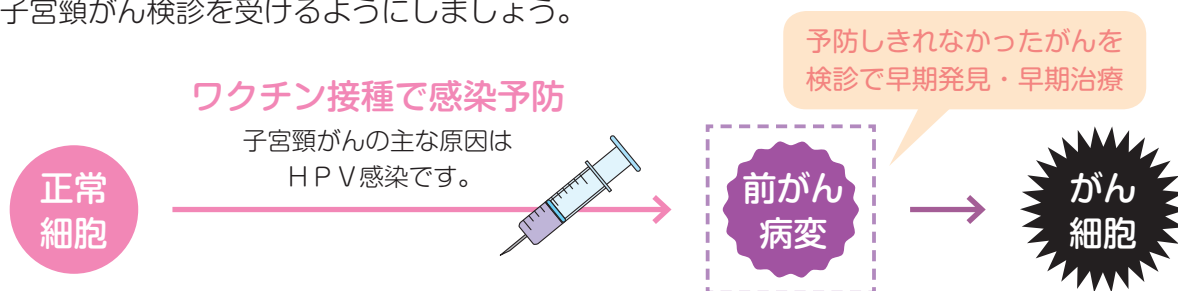 子宮頸がん検診を受けるようにしましょう。
予防しきれなかったがんを
検診で早期発見・早期治療
ワクチン接種で感染予防
子宮頸がんの主な原因は
ＨＰＶ感染です。
正常
細胞
前がん
病変
がん
細胞